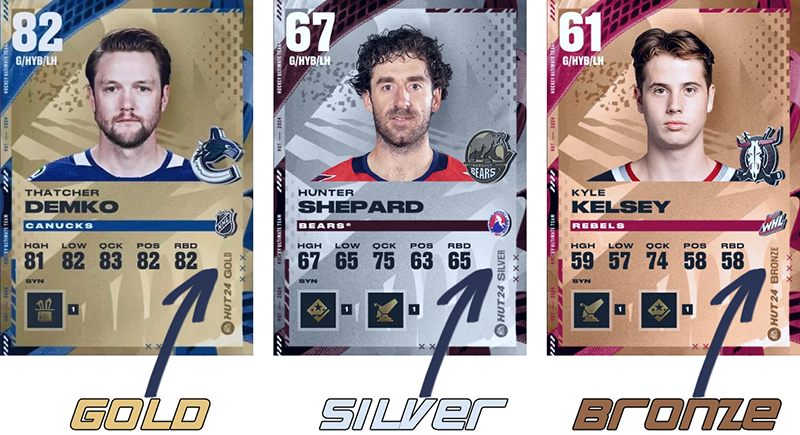 82
G/HYB/LH
THATCHER
DEMKO
CANUCKS
HGH LOW QCK POS RBD
81 82 83 82 82
SYN
1
HUT24 GOLD
GOLD
67
G/HYB/LH
HERSHEY
BEARS
HUNTER
SHEPARD
BEARS*
HGH LOW QCK POS RBD
67 65 75 63 65
SYN
1 1
HUT24 SILVER
SILVER
61
G/HYB/LH
KYLE
KELSEY
REBELS
WHL
HGH LOW QCK POS RBD
59 57 74 58 58
SYN
1 1
HUT24 BRONZE
BRONZE